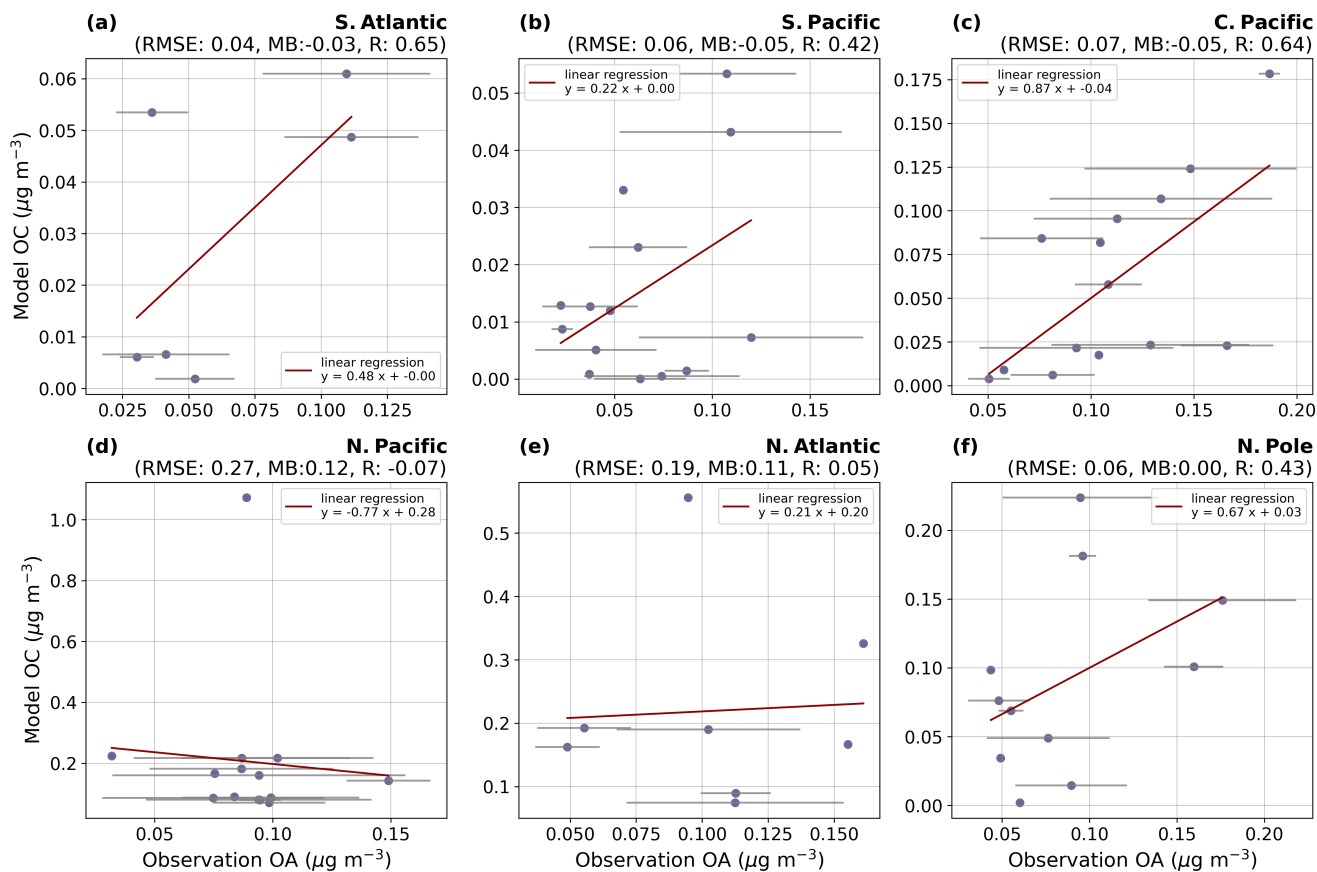 (a) S. Atlantic
(RMSE: 0.04, MB:-0.03, R: 0.65)
(b) S. Pacific
(RMSE: 0.06, MB:-0.05, R: 0.42)
(c) C. Pacific
(RMSE: 0.07, MB:-0.05, R: 0.64)
Model OC (μg m⁻³)
0.06
0.05
0.04
0.03
0.02
0.01
0.00
linear regression
y = 0.48 x + -0.00
0.025 0.050 0.075 0.100 0.125
linear regression
y = 0.22 x + 0.00
0.05
0.04
0.03
0.02
0.01
0.00
0.05 0.10 0.15
linear regression
y = 0.87 x + -0.04
0.175
0.150
0.125
0.100
0.075
0.050
0.025
0.000
0.05 0.10 0.15 0.20
(d) N. Pacific
(RMSE: 0.27, MB:0.12, R: -0.07)
(e) N. Atlantic
(RMSE: 0.19, MB:0.11, R: 0.05)
(f) N. Pole
(RMSE: 0.06, MB:0.00, R: 0.43)
Model OC (μg m⁻³)
linear regression
y = -0.77 x + 0.28
1.0
0.8
0.6
0.4
0.2
0.05 0.10 0.15
Observation OA (μg m⁻³)
linear regression
y = 0.21 x + 0.20
0.5
0.4
0.3
0.2
0.1
0.050 0.075 0.100 0.125 0.150
Observation OA (μg m⁻³)
linear regression
y = 0.67 x + 0.03
0.20
0.15
0.10
0.05
0.00
0.05 0.10 0.15 0.20
Observation OA (μg m⁻³)